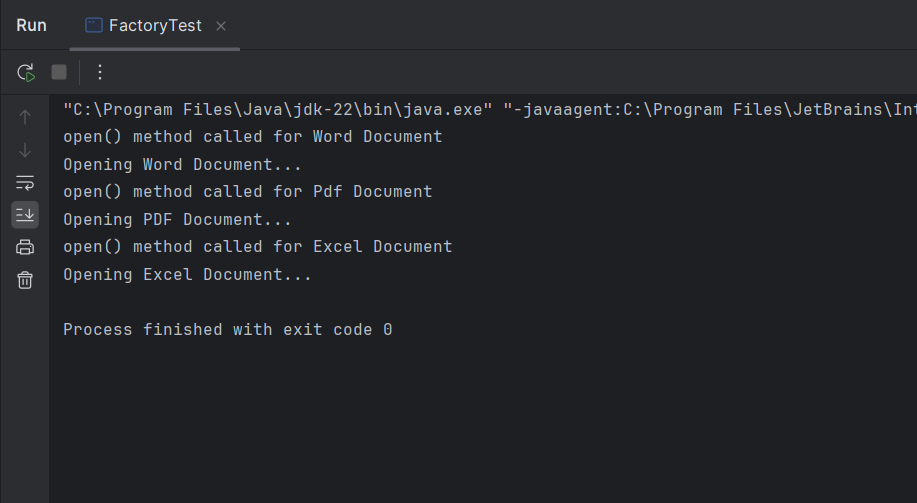 Run FactoryTest
"C:\Program Files\Java\jdk-22\bin\java.exe" "-javaagent:C:\Program Files\JetBrains\Int
open() method called for Word Document
Opening Word Document...
open() method called for Pdf Document
Opening PDF Document...
open() method called for Excel Document
Opening Excel Document...
Process finished with exit code 0